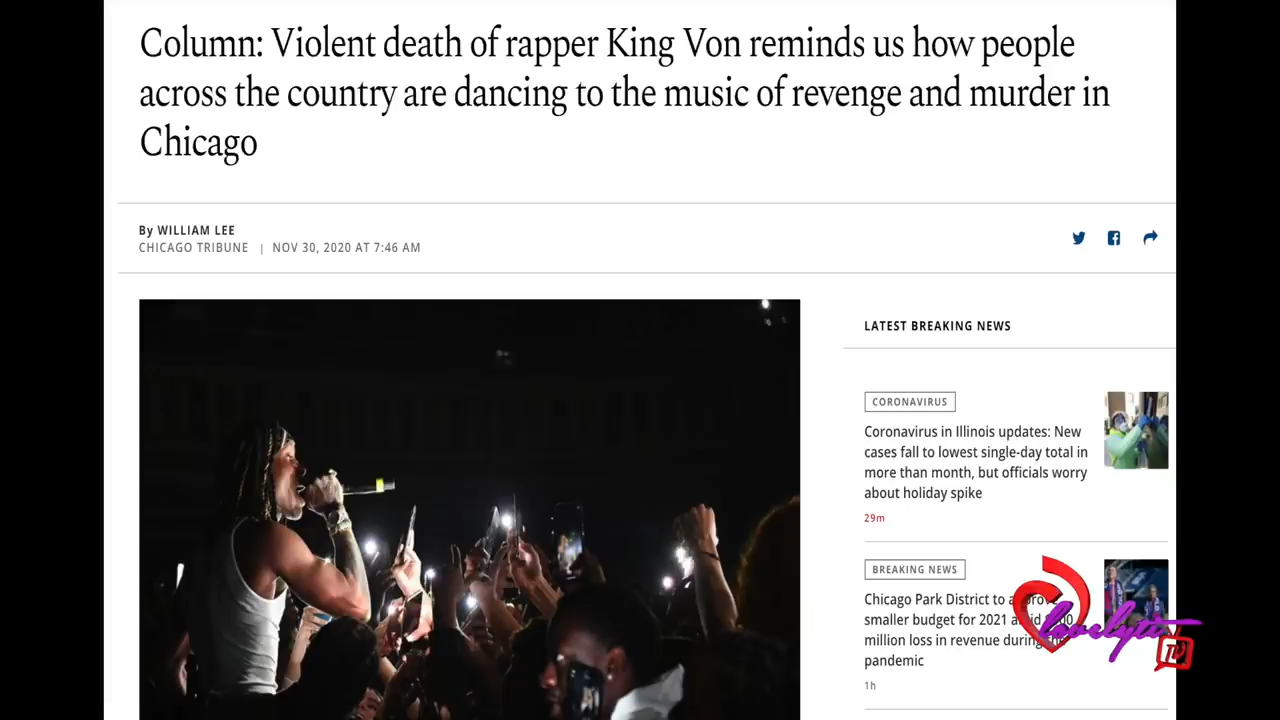 Column: Violent death of rapper King Von reminds us how people
across the country are dancing to the music of revenge and murder in
Chicago
By WILLIAM LEE
CHICAGO TRIBUNE | NOV 30, 2020 AT 7:46 AM
LATEST BREAKING NEWS
CORONAVIRUS
Coronavirus in Illinois updates: New
cases fall to lowest single-day total in
more than month, but officials worry
about holiday spike
29m
BREAKING NEWS
Chicago Park District to
smaller budget for 2021
million loss in revenue during
pandemic
1h
lovelyti
TV